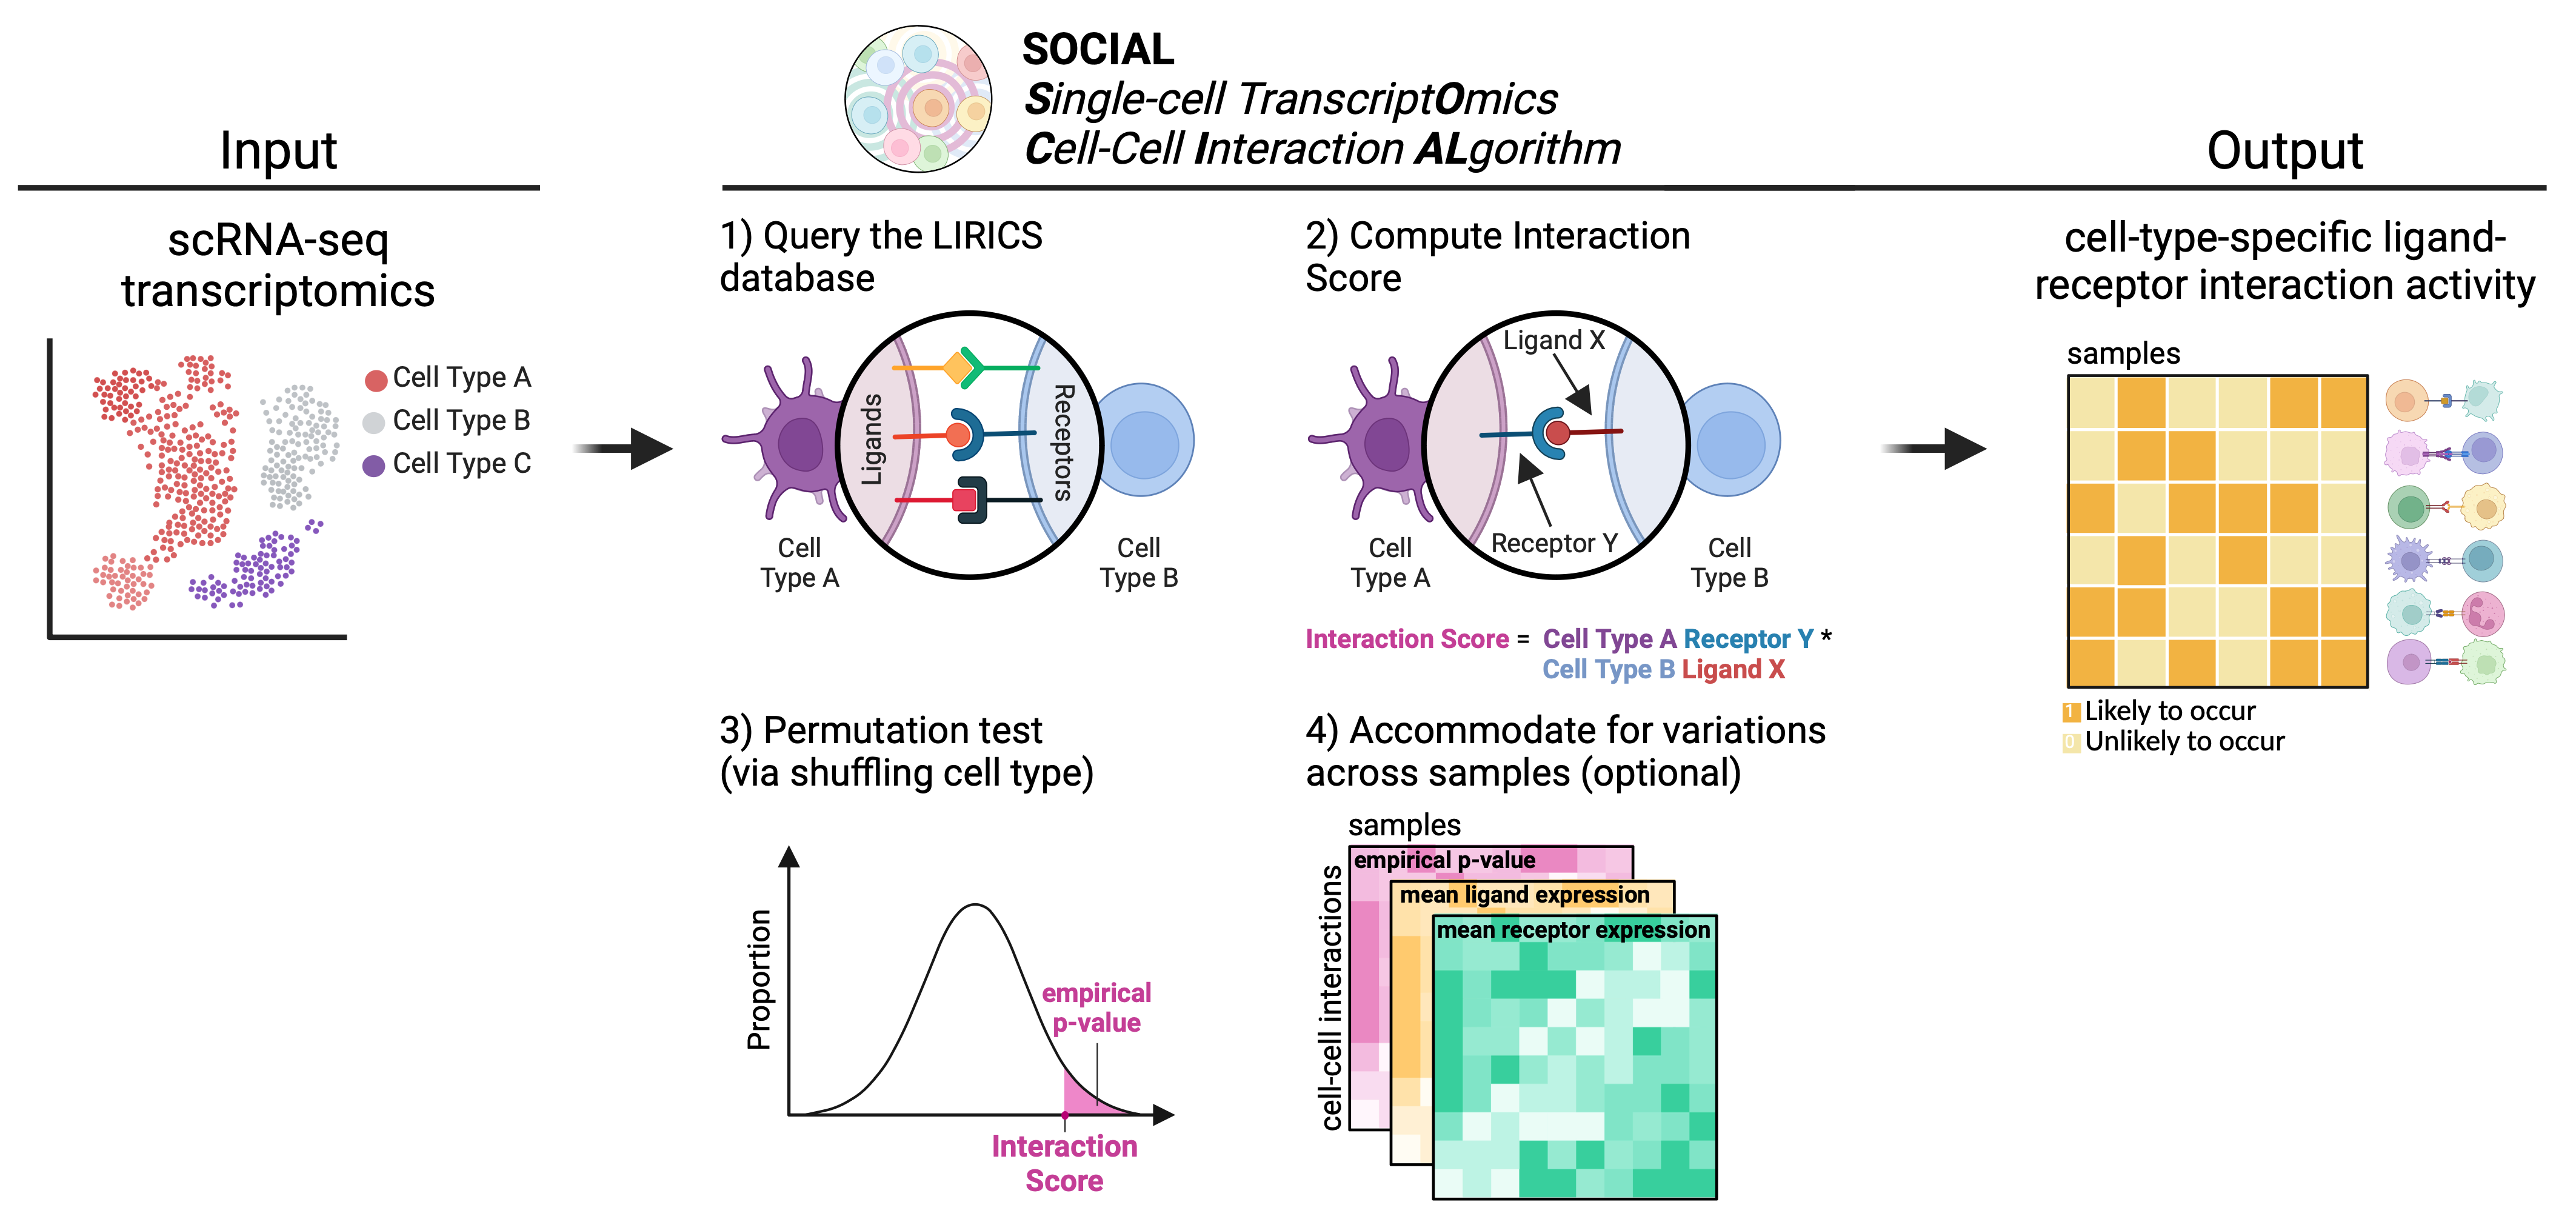 SOCIAL
Single-cell TranscriptOmics
Cell-Cell Interaction ALgorithm
Input
scRNA-seq
transcriptomics
Cell Type A
Cell Type B
Cell Type C
1) Query the LIRICS
database
Ligands
Receptors
Cell
Type A
Cell
Type B
2) Compute Interaction
Score
Ligand X
Receptor Y
Cell
Type A
Cell
Type B
Interaction Score = Cell Type A Receptor Y *
Cell Type B Ligand X
3) Permutation test
(via shuffling cell type)
Proportion
empirical
p-value
Interaction
Score
4) Accommodate for variations
across samples (optional)
samples
cell-cell interactions
empirical p-value
mean ligand expression
mean receptor expression
Output
cell-type-specific ligand-
receptor interaction activity
samples
1 Likely to occur
0 Unlikely to occur